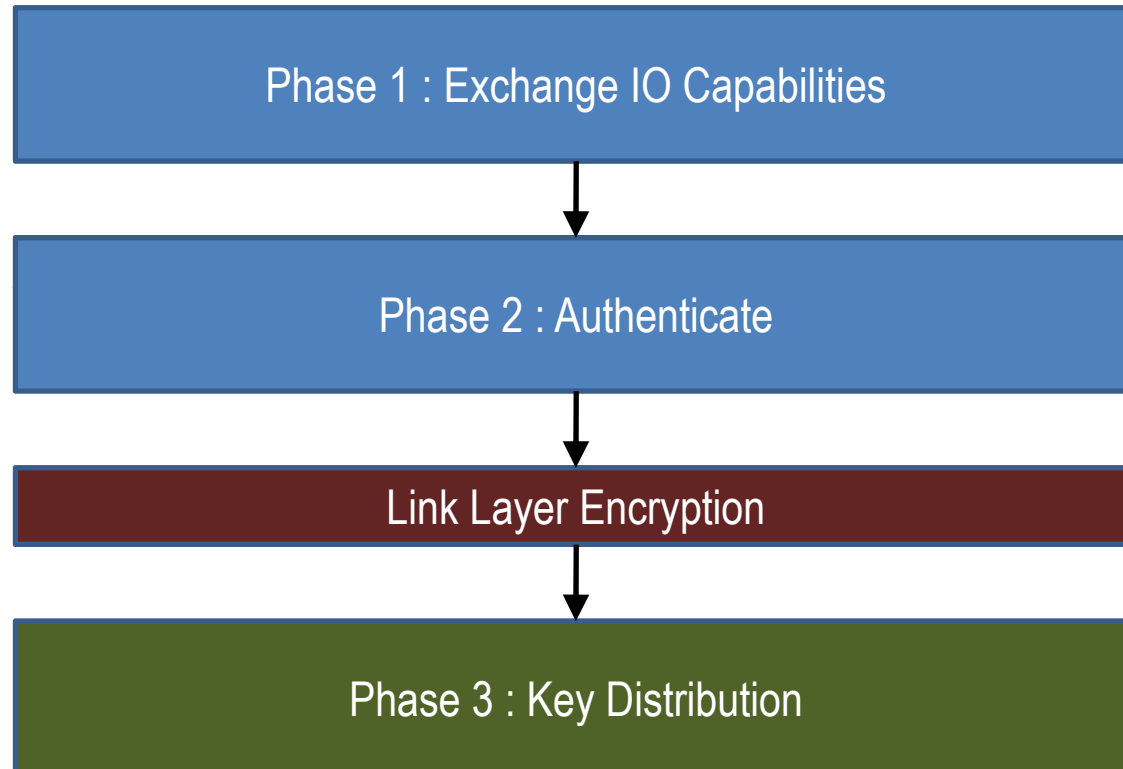 Phase 1 : Exchange IO Capabilities
Phase 2 : Authenticate
Link Layer Encryption
Phase 3 : Key Distribution